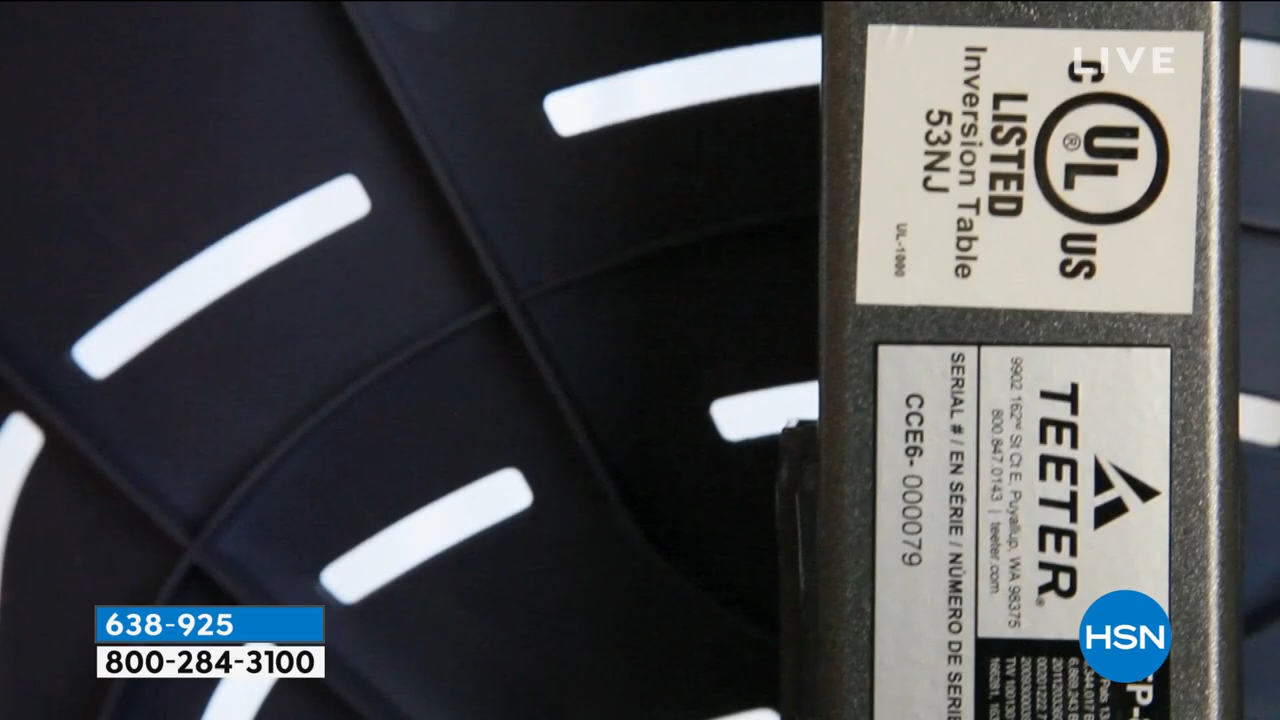 LIVE
C UL US
®
LISTED
Inversion Table
53NJ
UL-1000
TEETER®
9902 162nd St Ct E, Puyallup, WA 98375
800.847.0143 | teeter.com
SERIAL # / EN SÉRIE / NÚMERO DE SERIE
CCE6- 000079
638-925
800-284-3100
HSN